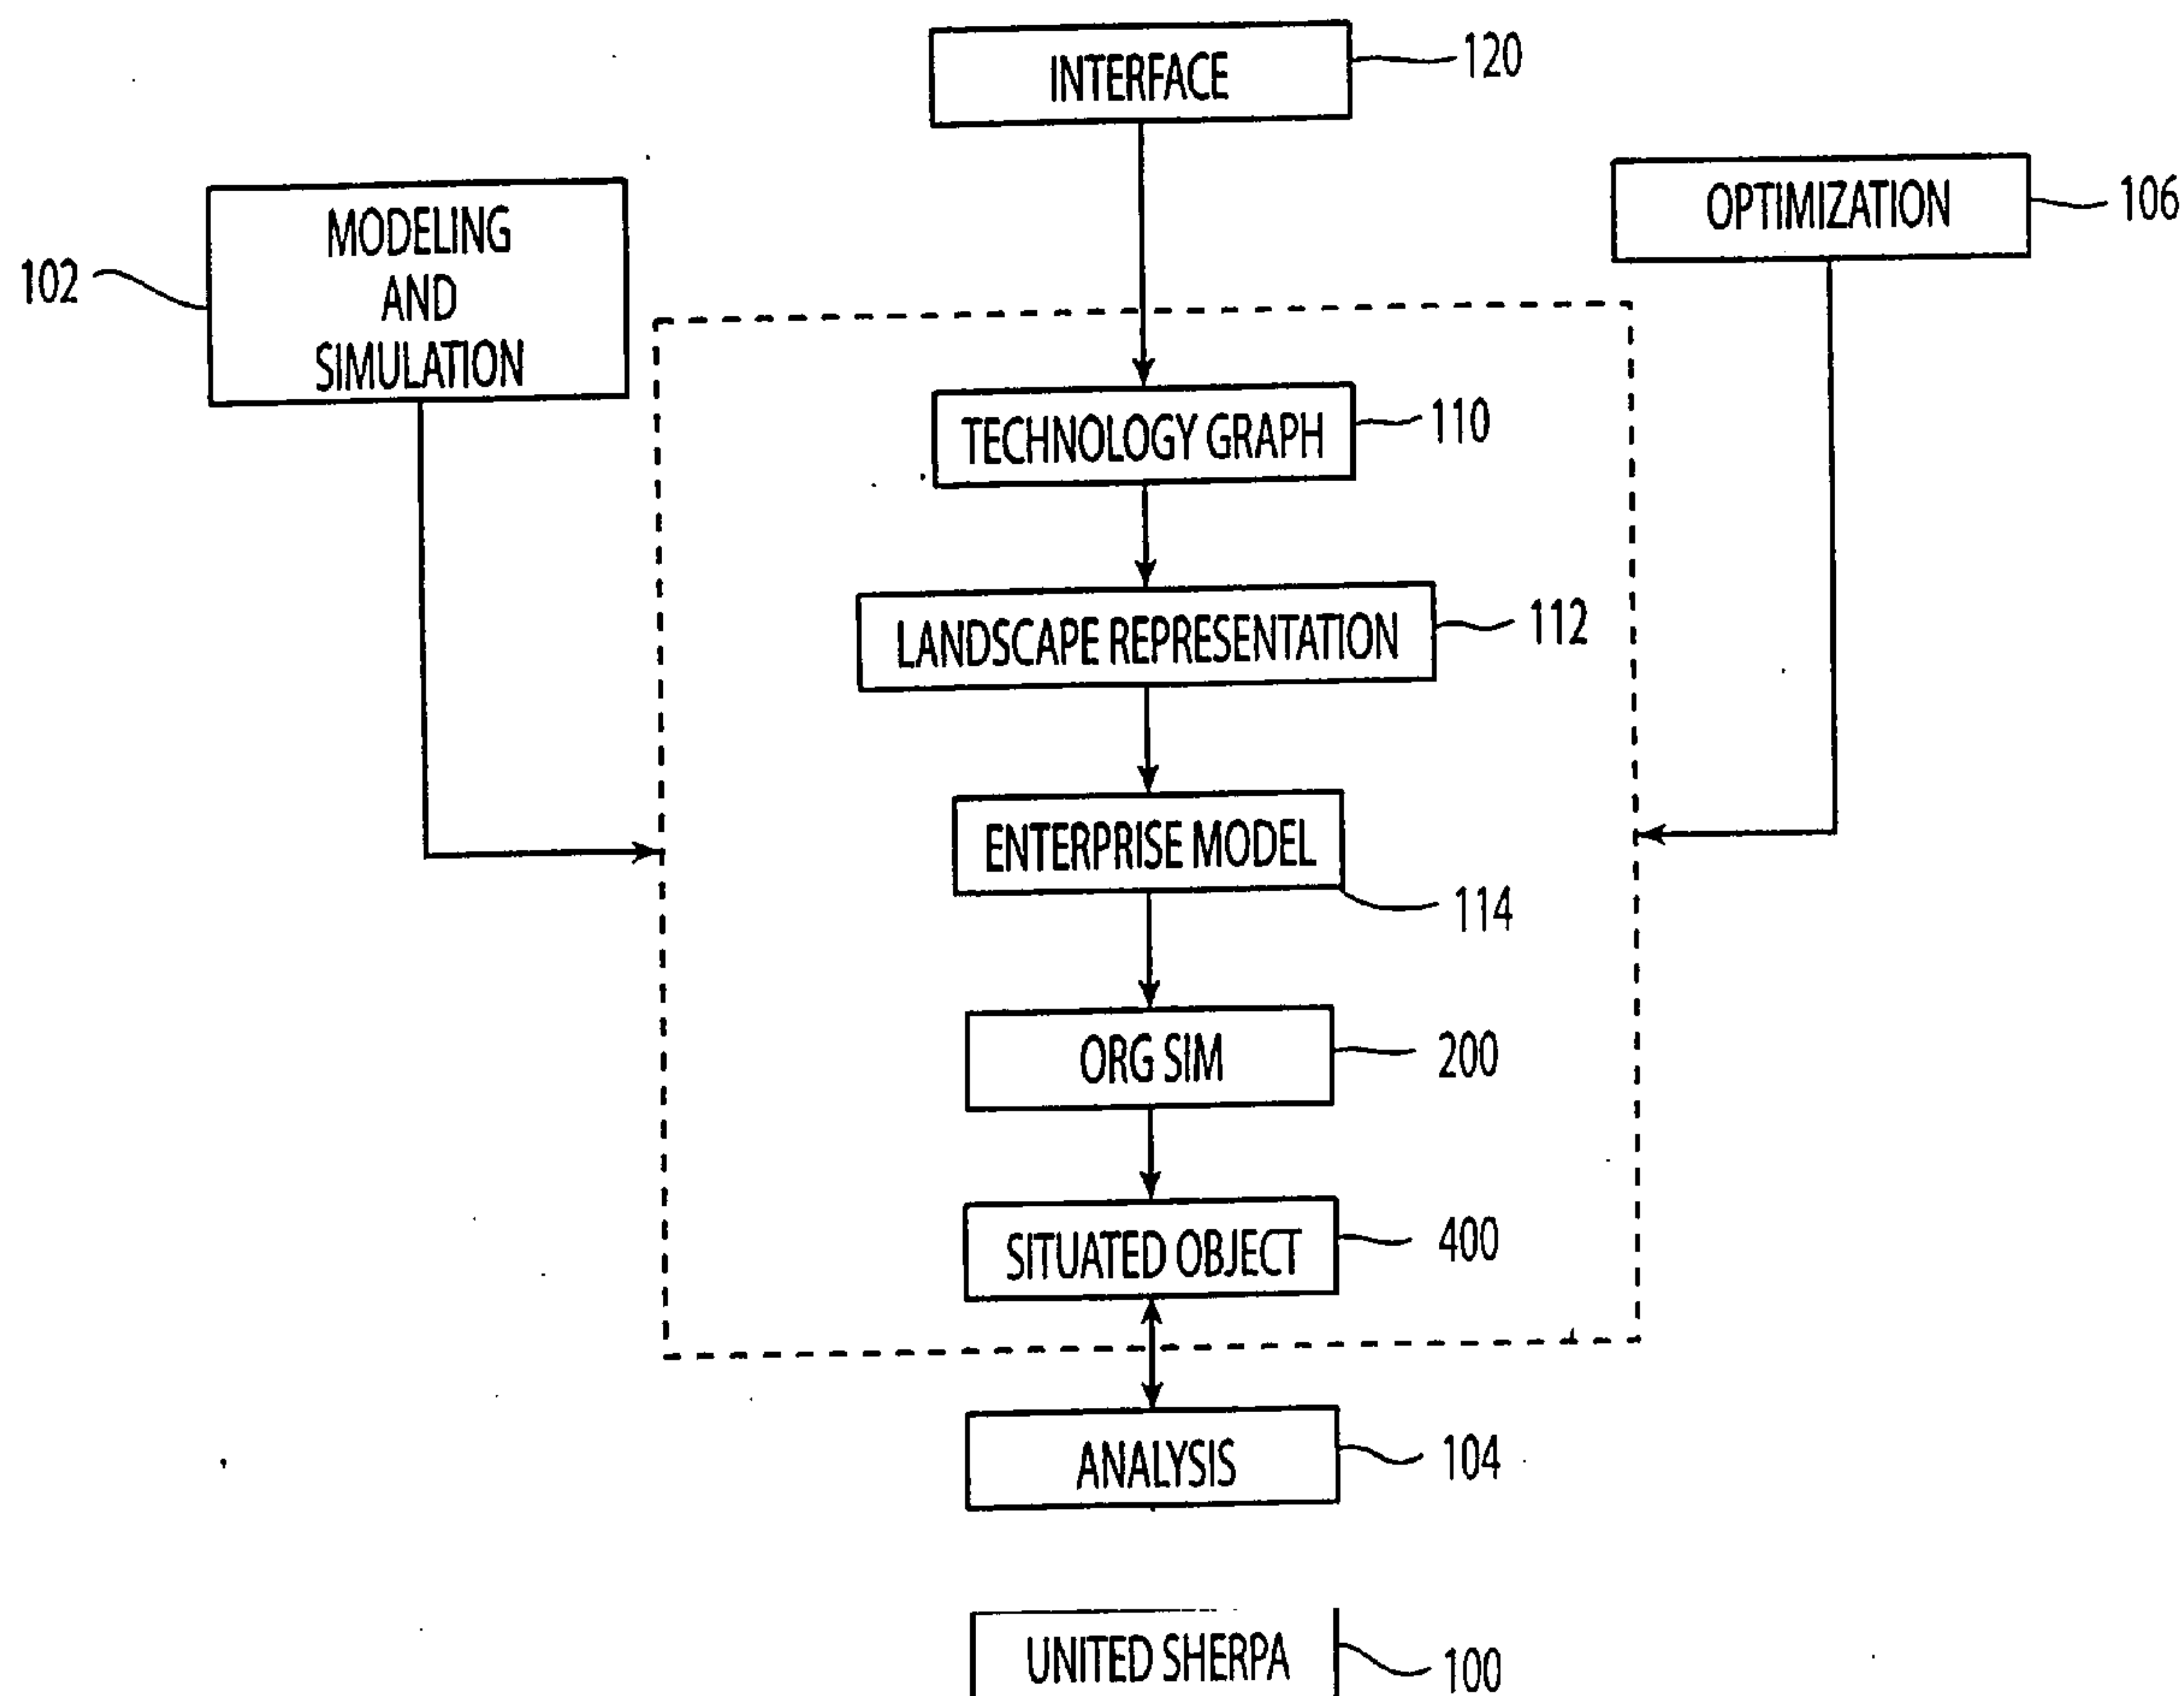 INTERFACE
120
OPTIMIZATION
106
MODELING
AND
SIMULATION
102
TECHNOLOGY GRAPH
110
LANDSCAPE REPRESENTATION
112
ENTERPRISE MODEL
114
ORG SIM
200
SITUATED OBJECT
400
ANALYSIS
104
UNITED SHERPA
100